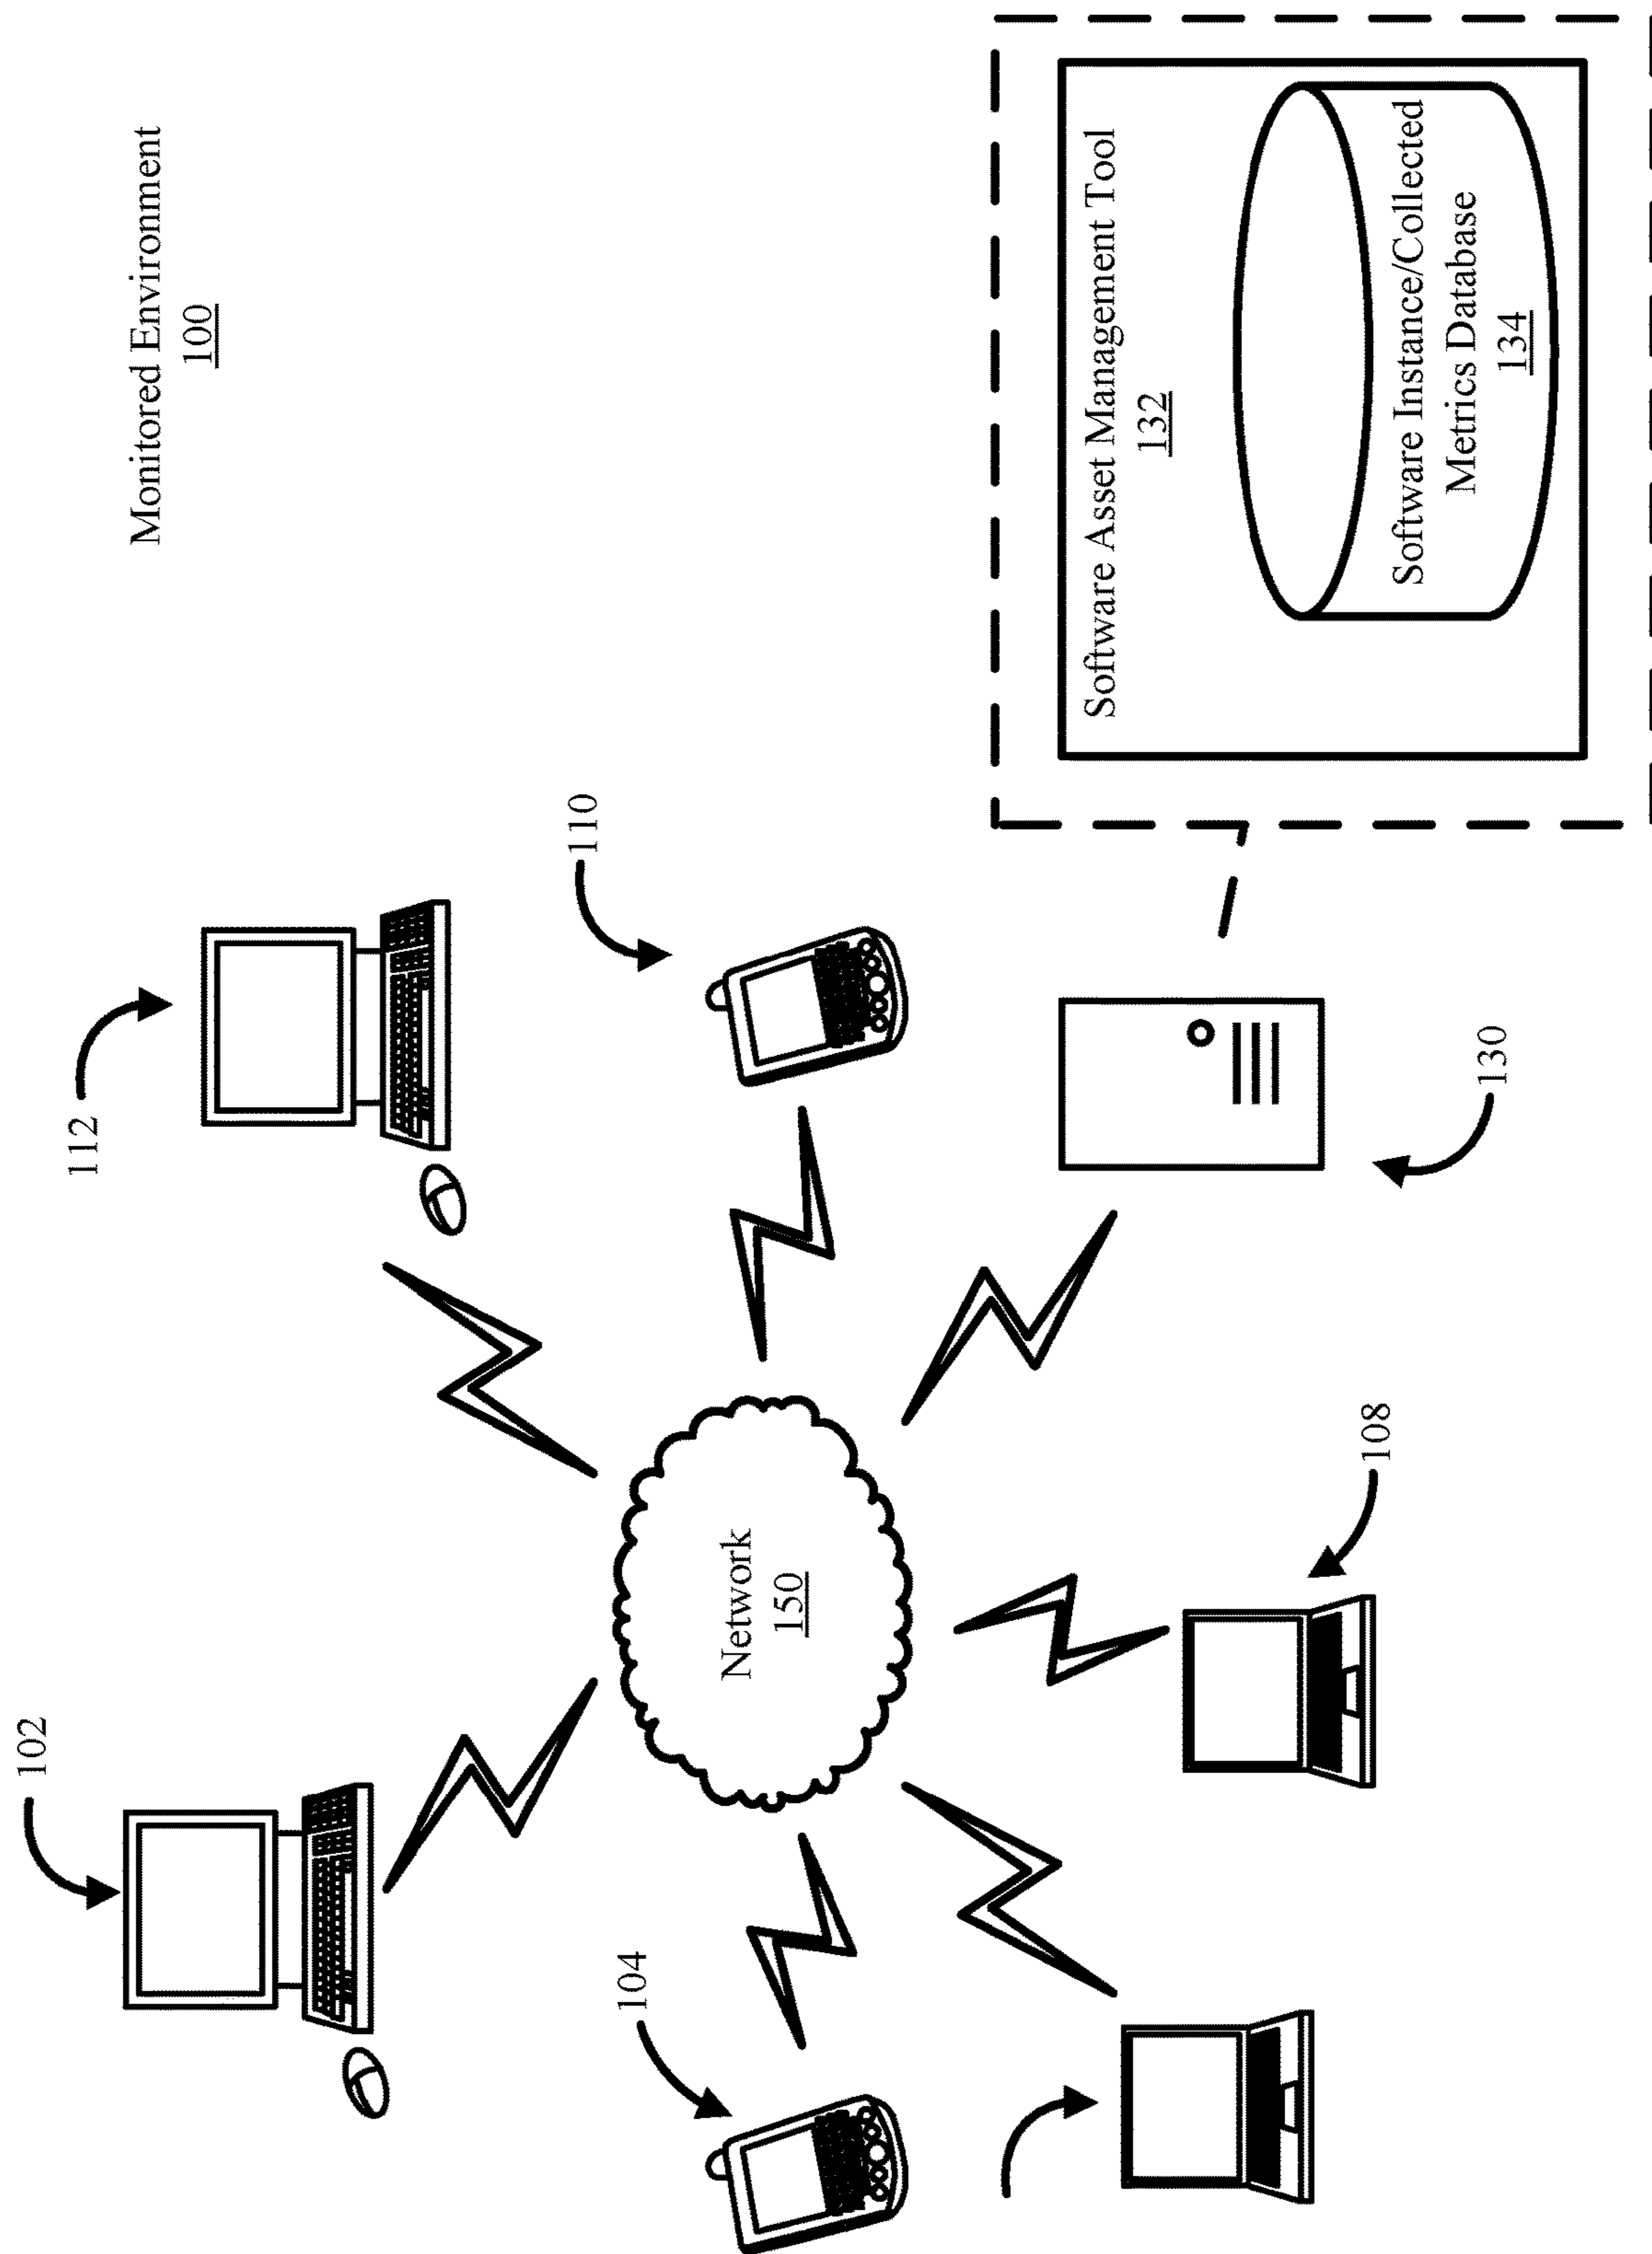 Monitored Environment
100
102
112
104
110
Network
150
108
130
Software Asset Management Tool
132
Software Instance/Collected
Metrics Database
134